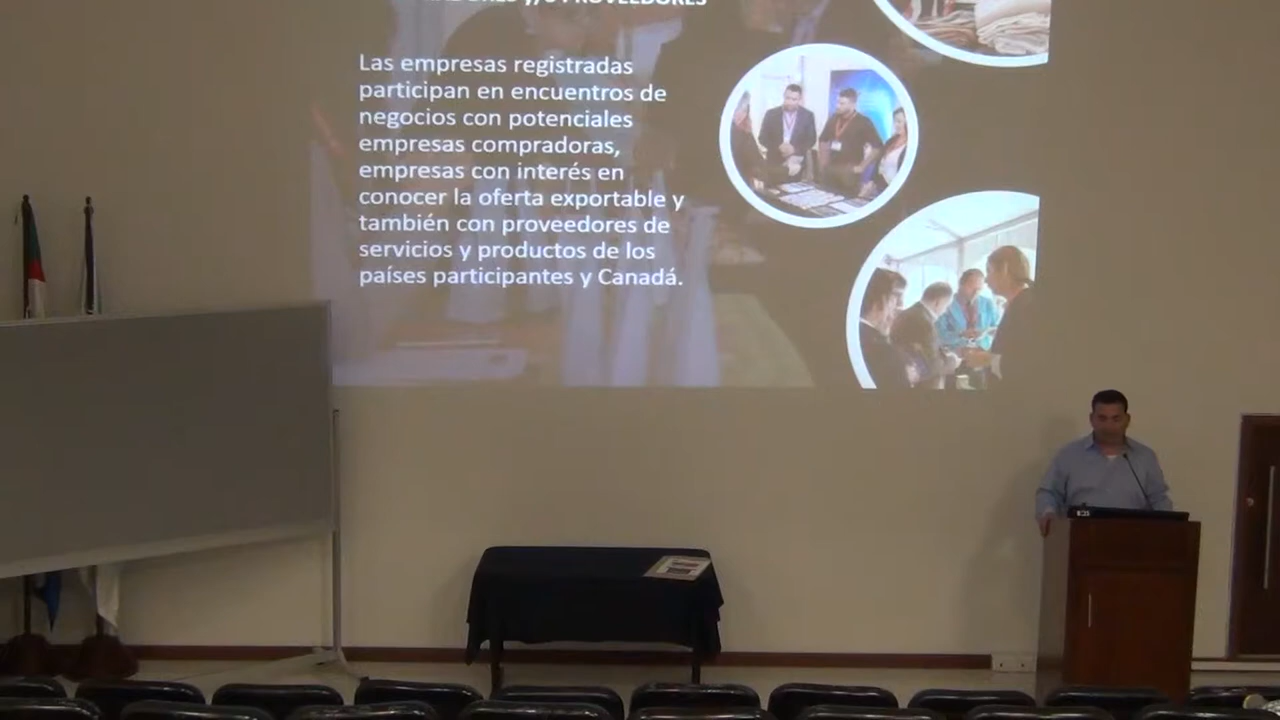 y/o PROVEEDORES
Las empresas registradas
participan en encuentros de
negocios con potenciales
empresas compradoras,
empresas con interés en
conocer la oferta exportable y
también con proveedores de
servicios y productos de los
países participantes y Canadá.